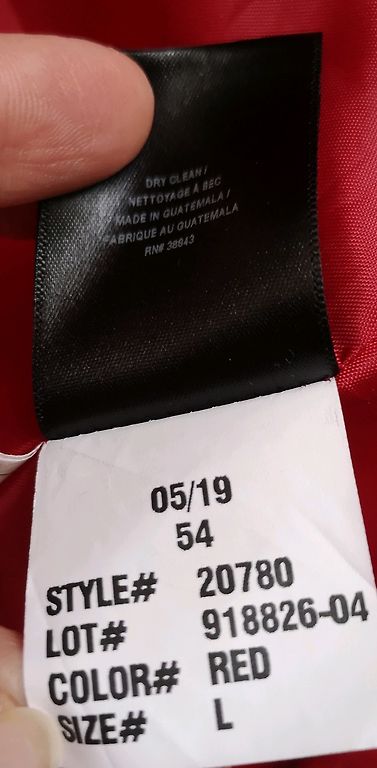 DRY CLEAN /
NETTOYAGE À SEC
MADE IN GUATEMALA /
FABRIQUE AU GUATEMALA
RN# 38643
05/19
54
STYLE# 20780
LOT# 918826-04
COLOR# RED
SIZE# L